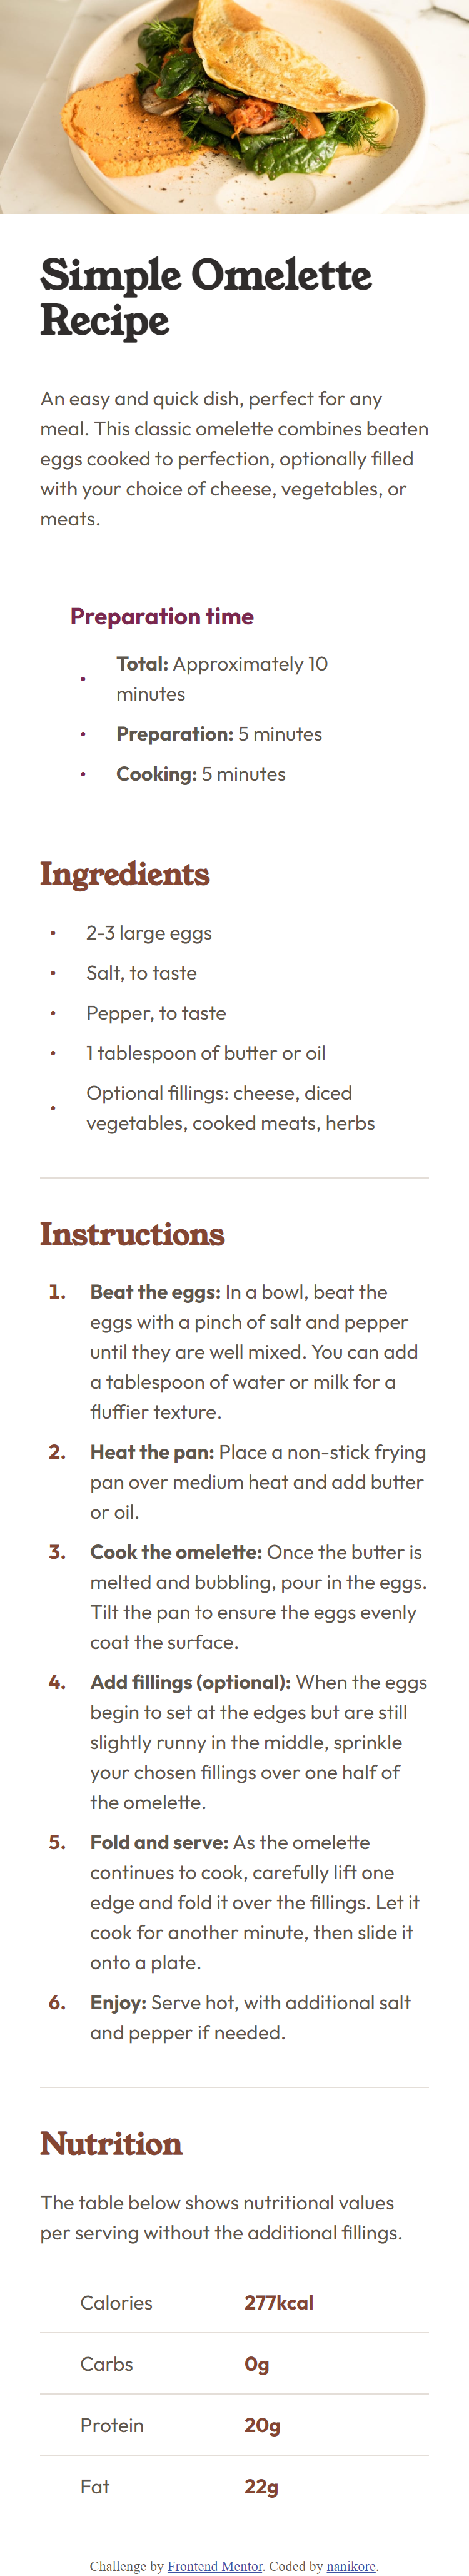 Simple Omelette
Recipe
An easy and quick dish, perfect for any
meal. This classic omelette combines beaten
eggs cooked to perfection, optionally filled
with your choice of cheese, vegetables, or
meats.
Preparation time
• Total: Approximately 10
minutes
• Preparation: 5 minutes
• Cooking: 5 minutes
Ingredients
• 2-3 large eggs
• Salt, to taste
• Pepper, to taste
• 1 tablespoon of butter or oil
• Optional fillings: cheese, diced
vegetables, cooked meats, herbs
Instructions
1. Beat the eggs: In a bowl, beat the
eggs with a pinch of salt and pepper
until they are well mixed. You can add
a tablespoon of water or milk for a
fluffier texture.
2. Heat the pan: Place a non-stick frying
pan over medium heat and add butter
or oil.
3. Cook the omelette: Once the butter is
melted and bubbling, pour in the eggs.
Tilt the pan to ensure the eggs evenly
coat the surface.
4. Add fillings (optional): When the eggs
begin to set at the edges but are still
slightly runny in the middle, sprinkle
your chosen fillings over one half of
the omelette.
5. Fold and serve: As the omelette
continues to cook, carefully lift one
edge and fold it over the fillings. Let it
cook for another minute, then slide it
onto a plate.
6. Enjoy: Serve hot, with additional salt
and pepper if needed.
Nutrition
The table below shows nutritional values
per serving without the additional fillings.
Calories 277kcal
Carbs 0g
Protein 20g
Fat 22g
Challenge by Frontend Mentor. Coded by nanikore.